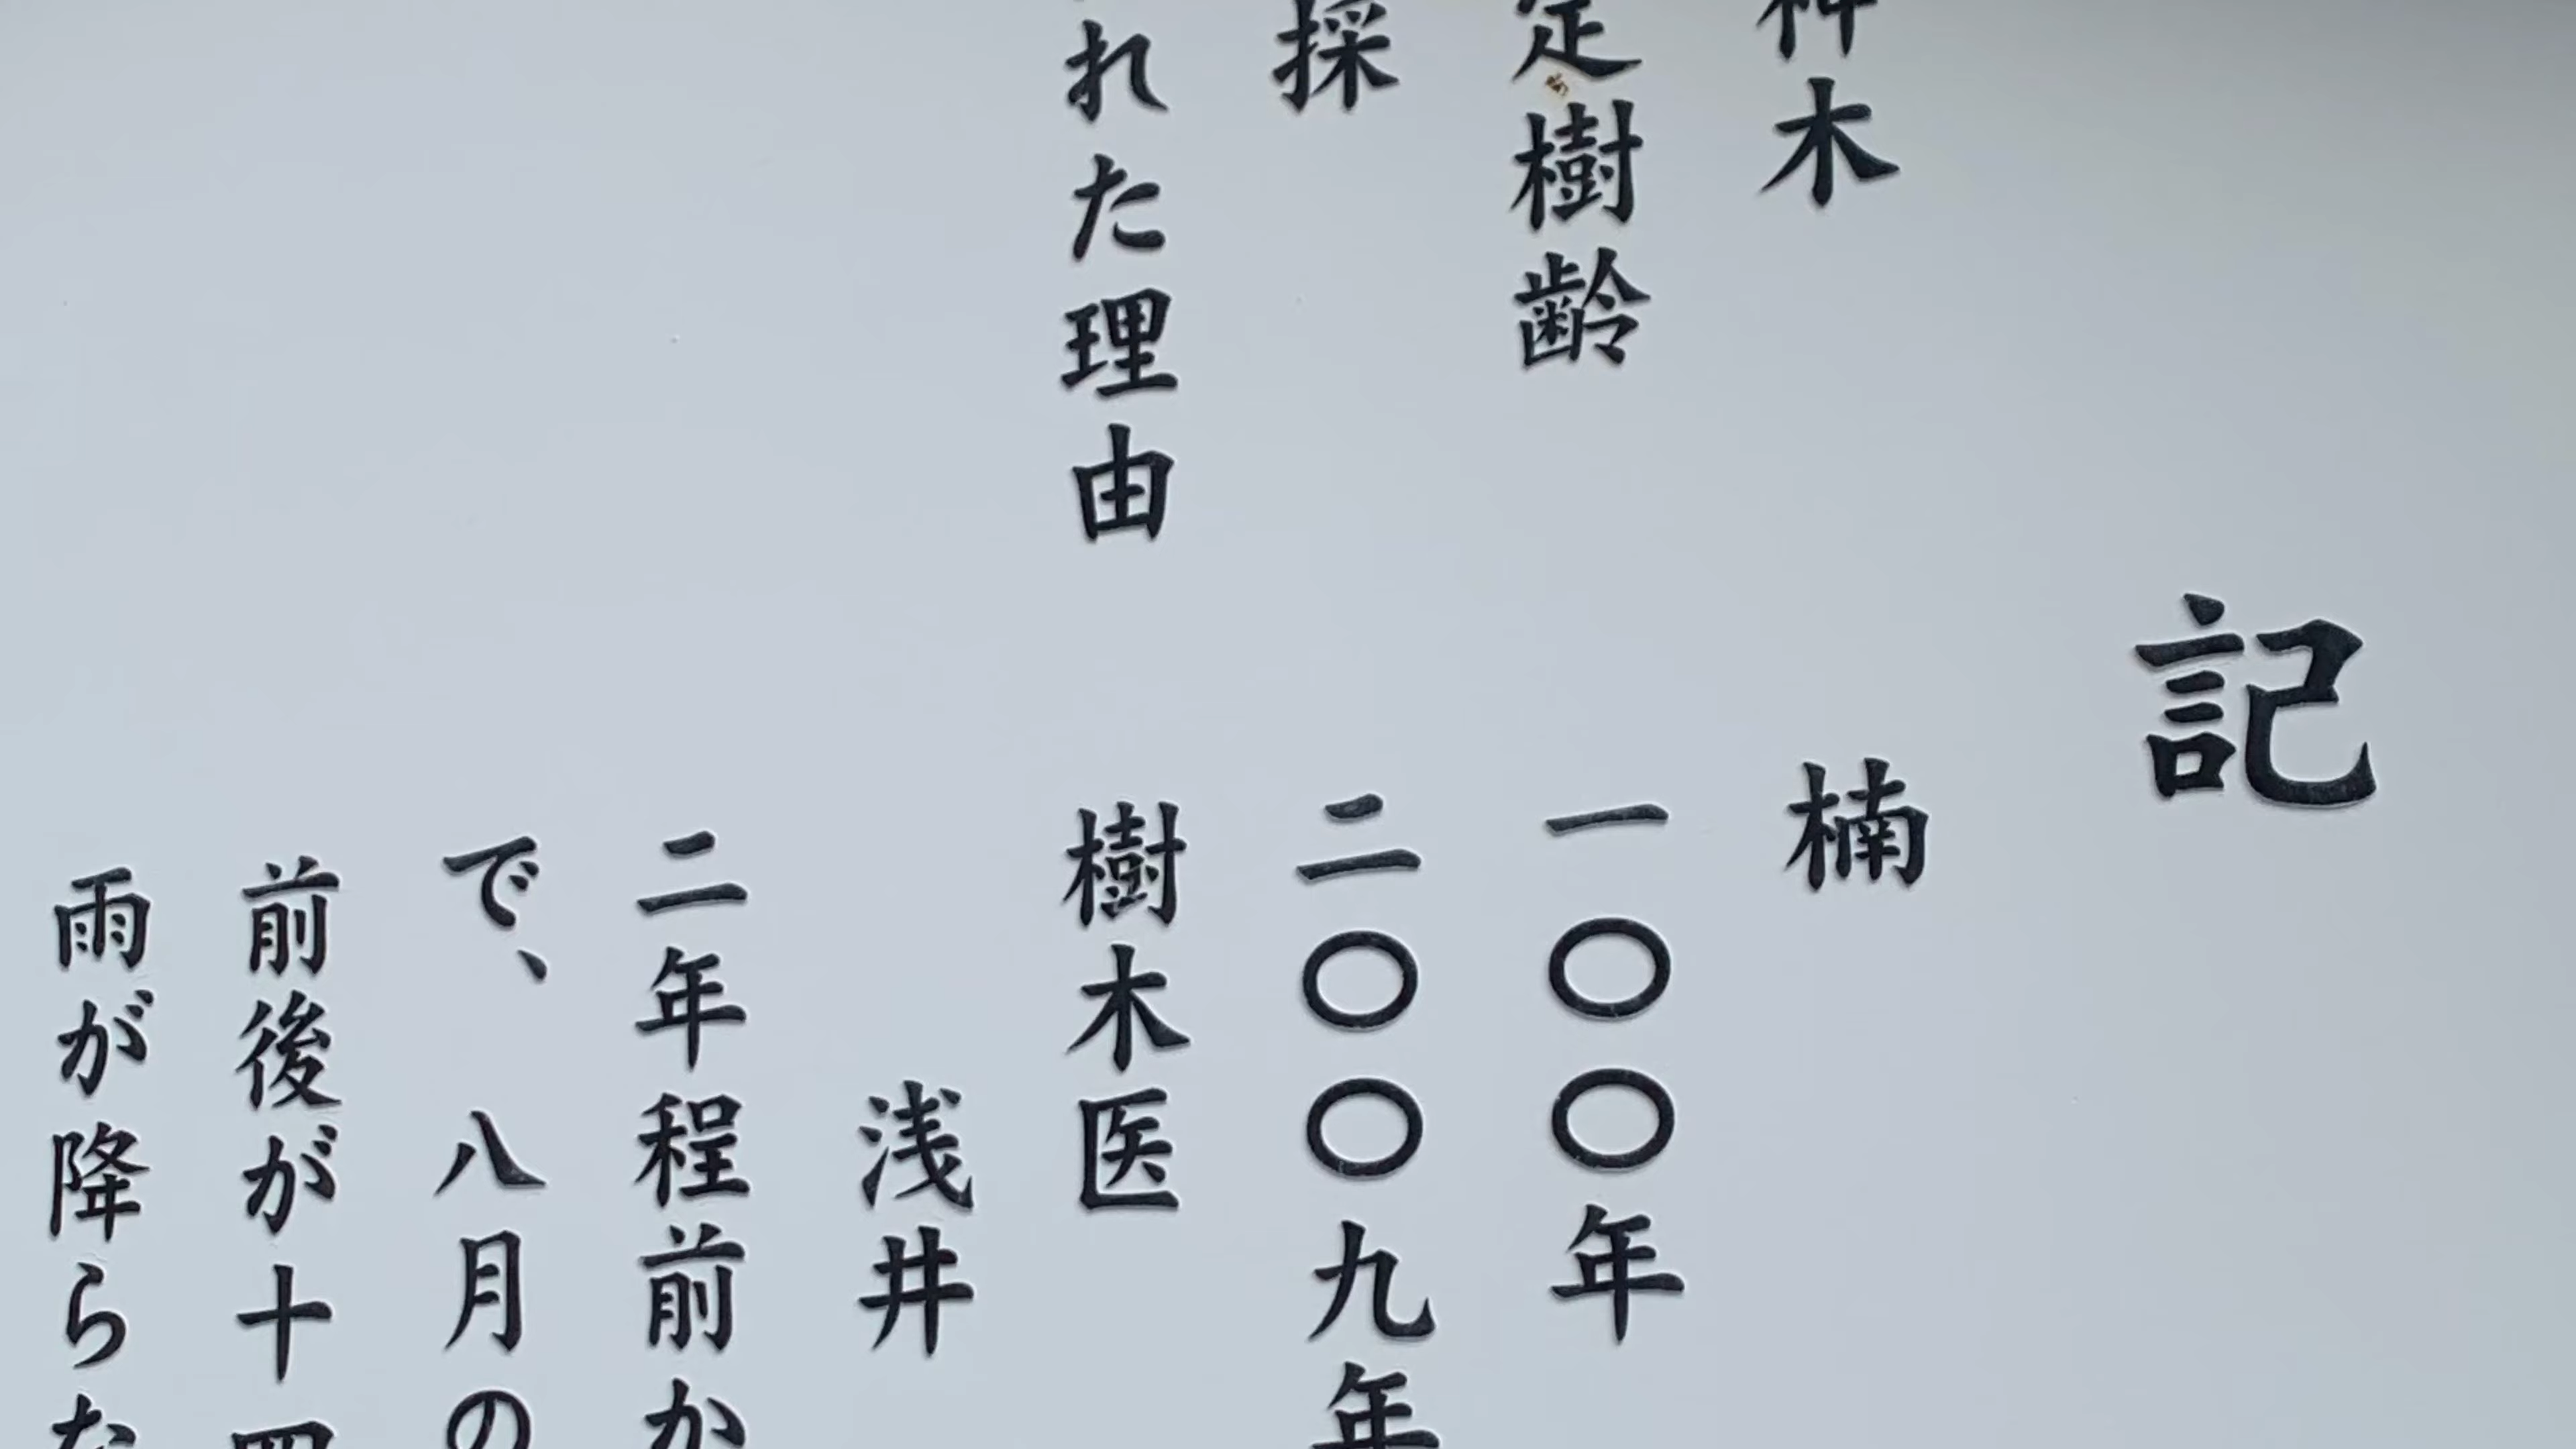 記
神木 楠
定樹齢 一〇〇年
採 二〇〇九年
れた理由 樹木医
浅井
二年程前か
で、八月の
前後が十四
雨が降らな